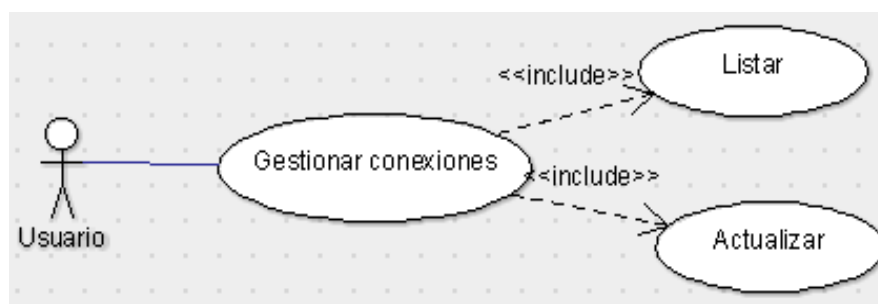 Listar
<<include>>
Gestionar conexiones
<<include>>
Usuario
Actualizar